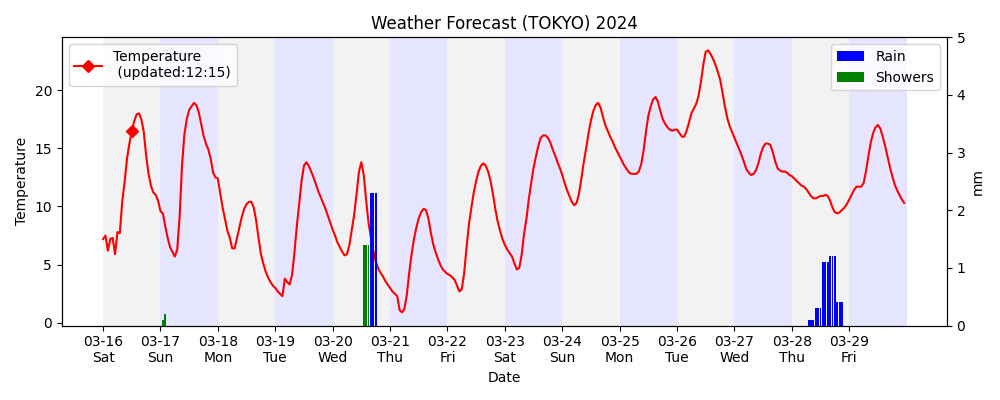 Weather Forecast (TOKYO) 2024
Temperature
(updated:12:15)
Rain
Showers
Temperature
20
15
10
5
0
5
4
3
2
1
0
mm
03-16 03-17 03-18 03-19 03-20 03-21 03-22 03-23 03-24 03-25 03-26 03-27 03-28 03-29
Sat Sun Mon Tue Wed Thu Fri Sat Sun Mon Tue Wed Thu Fri
Date